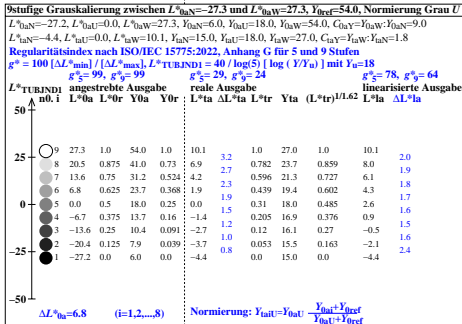 9stufige Grauskalierung zwischen L*0aN=−27.3 und L*0aW=27.3, Y0ref=54.0, Normierung Grau U
L*0aN=−27.2, L*0aU=0.0, L*0aW=27.3, Y0aN=6.0, Y0aU=18.0, Y0aW=54.0, C0aY=Y0aW:Y0aN=9.0
L*taN=−4.4, L*taU=0.0, L*taW=10.1, YtaN=15.0, YtaU=18.0, YtaW=27.0, CtaY=YtaW:YtaN=1.8
Regularitätsindex nach ISO/IEC 15775:2022, Anhang G für 5 und 9 Stufen
g* = 100 [ΔL*min] / [ΔL*max], L*TUBJND1 = 40 / log(5) [ log ( Y/Yu) ] mit Yu=18
g*5= 99, g*9= 99 g*5= 29, g*9= 24 g*5= 78, g*9= 64
L*TUBJND1 angestrebte Ausgabe reale Ausgabe linearisierte Ausgabe
n0. i L*0a L*0r Y0a Y0r L*ta ΔL*ta L*tr Yta (L*tr)1/1.62 L*la ΔL*la
50
9 27.3 1.0 54.0 1.0 10.1 1.0 27.0 1.0 10.1
3.2 2.0
25
8 20.5 0.875 41.0 0.73 6.9 0.782 23.7 0.859 8.0
2.7 1.9
7 13.6 0.75 31.2 0.524 4.2 0.596 21.3 0.727 6.1
2.3 1.8
6 6.8 0.625 23.7 0.368 1.9 0.439 19.4 0.602 4.3
1.9 1.7
0
5 0.0 0.5 18.0 0.25 0.0 0.31 18.0 0.485 2.6
1.5 1.6
4 −6.7 0.375 13.7 0.16 −1.4 0.205 16.9 0.376 0.9
1.2 1.5
3 −13.6 0.25 10.4 0.091 −2.7 0.12 16.1 0.27 −0.5
1.0 1.6
2 −20.4 0.125 7.9 0.039 −3.7 0.053 15.5 0.163 −2.1
0.8 2.4
−25
1 −27.2 0.0 6.0 0.0 −4.4 0.0 15.0 0.0 −4.4
−50
ΔL*0a=6.8 (i=1,2,...,8) Normierung: YtaiU=Y0aU (Y0ai+Y0ref)/(Y0aU+Y0ref)